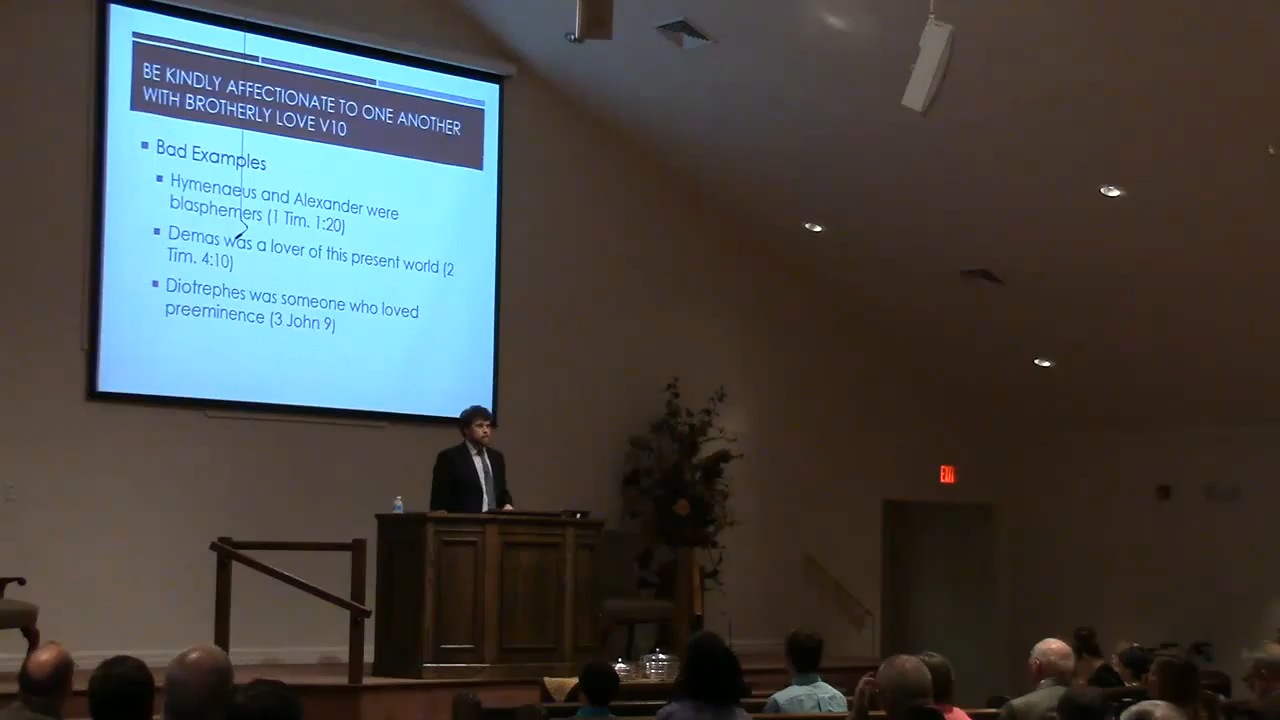 BE KINDLY AFFECTIONATE TO ONE ANOTHER
WITH BROTHERLY LOVE V10
Bad Examples
Hymenaeus and Alexander were
blasphemers (1 Tim. 1:20)
Demas was a lover of this present world (2
Tim. 4:10)
Diotrephes was someone who loved
preeminence (3 John 9)
EXIT